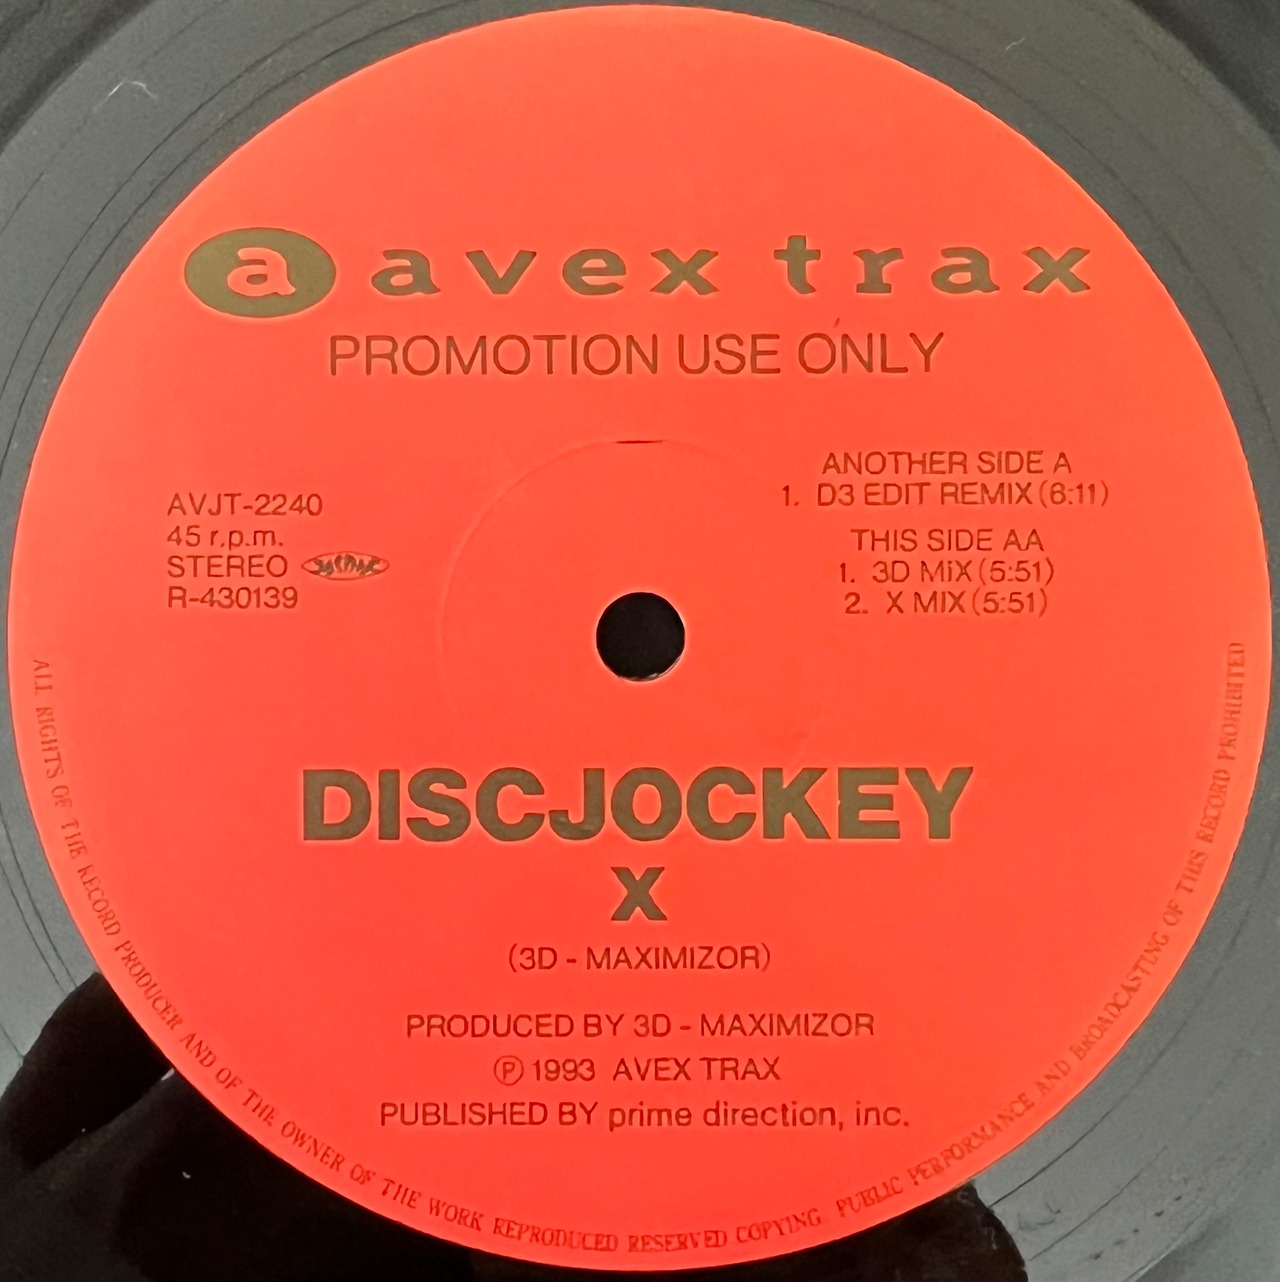 a avex trax
PROMOTION USE ONLY
AVJT-2240
45 r.p.m.
STEREO
R-430139
ANOTHER SIDE A
1. D3 EDIT REMIX (6:11)
THIS SIDE AA
1. 3D MiX (5:51)
2. X MIX (5:51)
DISCJOCKEY
X
(3D - MAXIMIZOR)
PRODUCED BY 3D - MAXIMIZOR
Ⓟ 1993 AVEX TRAX
PUBLISHED BY prime direction, inc.
ALL RIGHTS OF THE RECORD PRODUCER AND OF THE OWNER OF THE WORK REPRODUCED RESERVED COPYING. PUBLIC PERFORMANCE AND BROADCASTING OF THIS RECORD PROHIBITED